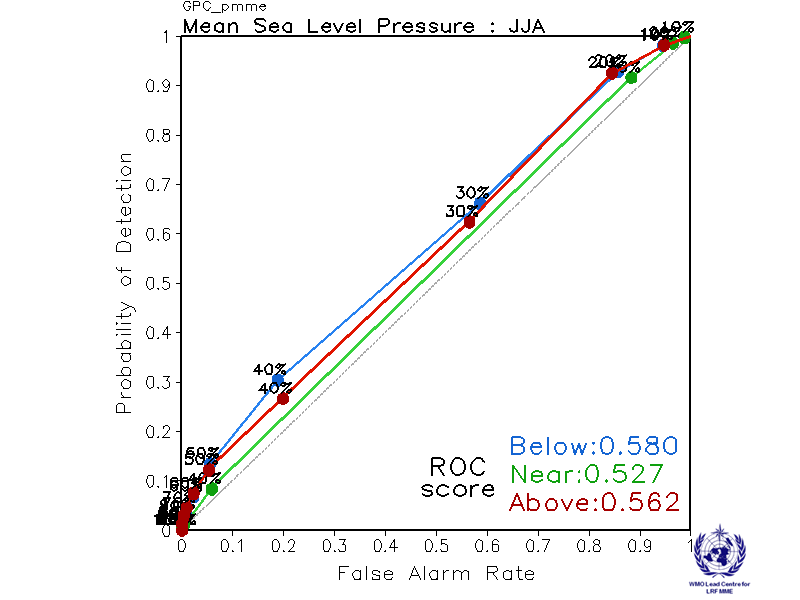 GPC_pmme
Mean Sea Level Pressure : JJA
1
0.9
0.8
0.7
0.6
0.5
0.4
0.3
0.2
0.1
0
Probability of Detection
10%
20%
30%
30%
40%
40%
40%
50%
50%
60%
70%
ROC
score
Below:0.580
Near:0.527
Above:0.562
0 0.1 0.2 0.3 0.4 0.5 0.6 0.7 0.8 0.9 1
False Alarm Rate
WMO Lead Centre for
LRF MME